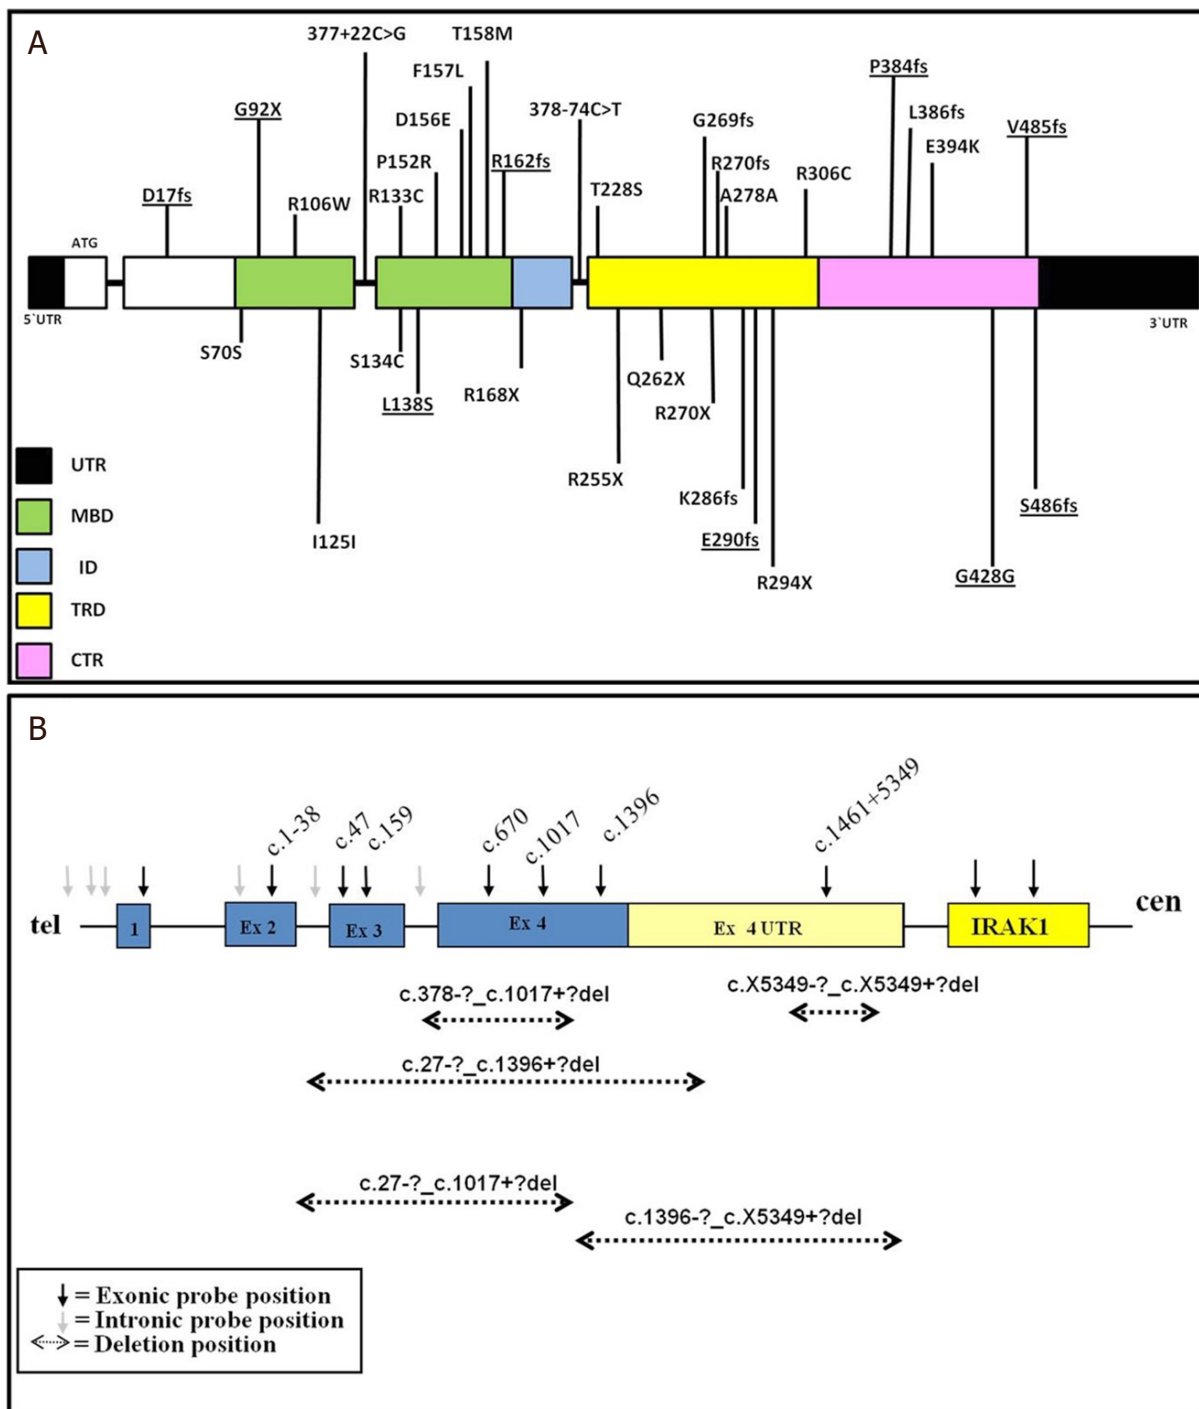 A
377+22C>G
T158M
F157L
P384fs
G92X
D156E
378-74C>T
G269fs
L386fs
V485fs
P152R
R162fs
R270fs
E394K
D17fs
R106W
R133C
T228S
A278A
R306C
ATG
5`UTR
3`UTR
S70S
S134C
L138S
R168X
Q262X
R270X
R255X
K286fs
S486fs
I125I
E290fs
R294X
G428G
UTR
MBD
ID
TRD
CTR
B
c.1-38
c.47
c.159
c.670
c.1017
c.1396
c.1461+5349
tel
1
Ex 2
Ex 3
Ex 4
Ex 4 UTR
IRAK1
cen
c.378-?_c.1017+?del
c.X5349-?_c.X5349+?del
c.27-?_c.1396+?del
c.27-?_c.1017+?del
c.1396-?_c.X5349+?del
= Exonic probe position
= Intronic probe position
= Deletion position